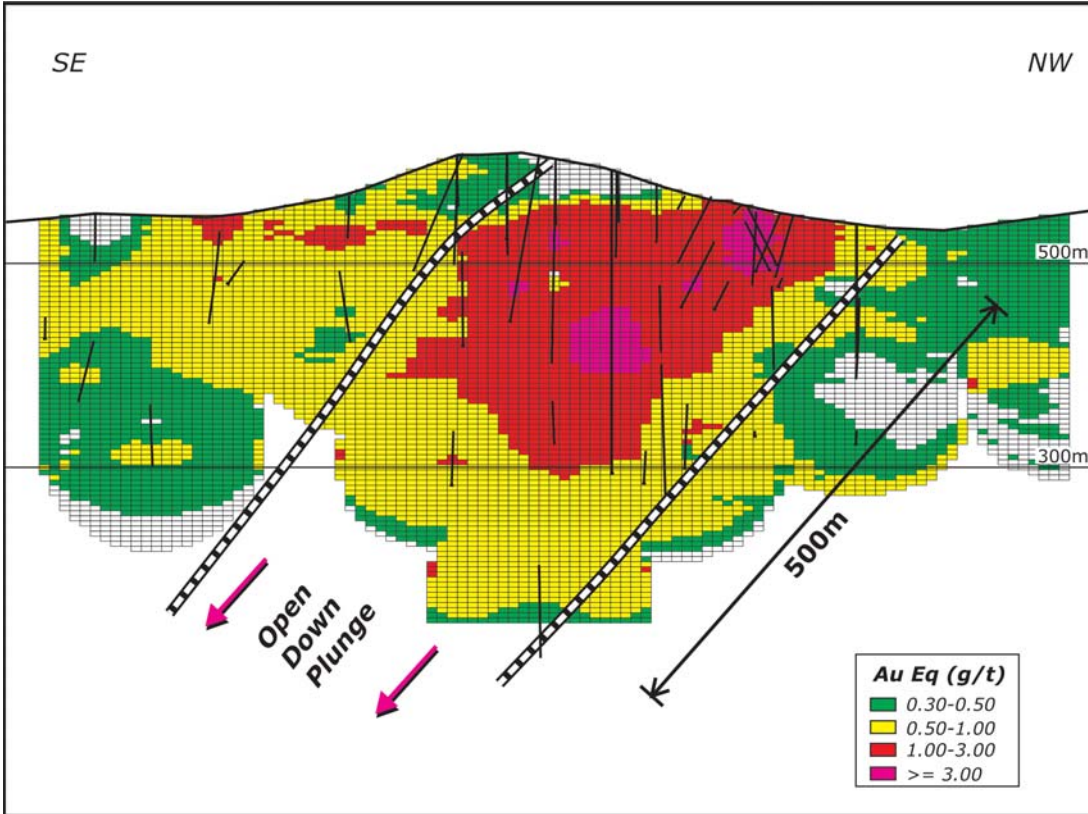 SE
NW
500m
300m
500m
Open
Down
Plunge
Au Eq (g/t)
0.30-0.50
0.50-1.00
1.00-3.00
>= 3.00